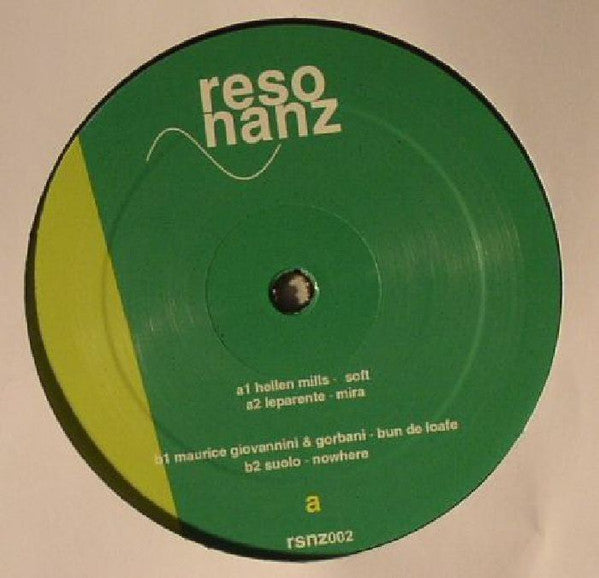 reso
nanz
a1 hellen mills - soft
a2 leparente - mira
b1 maurice giovannini & gorbani - bun de loafe
b2 suolo - nowhere
a
rsnz002